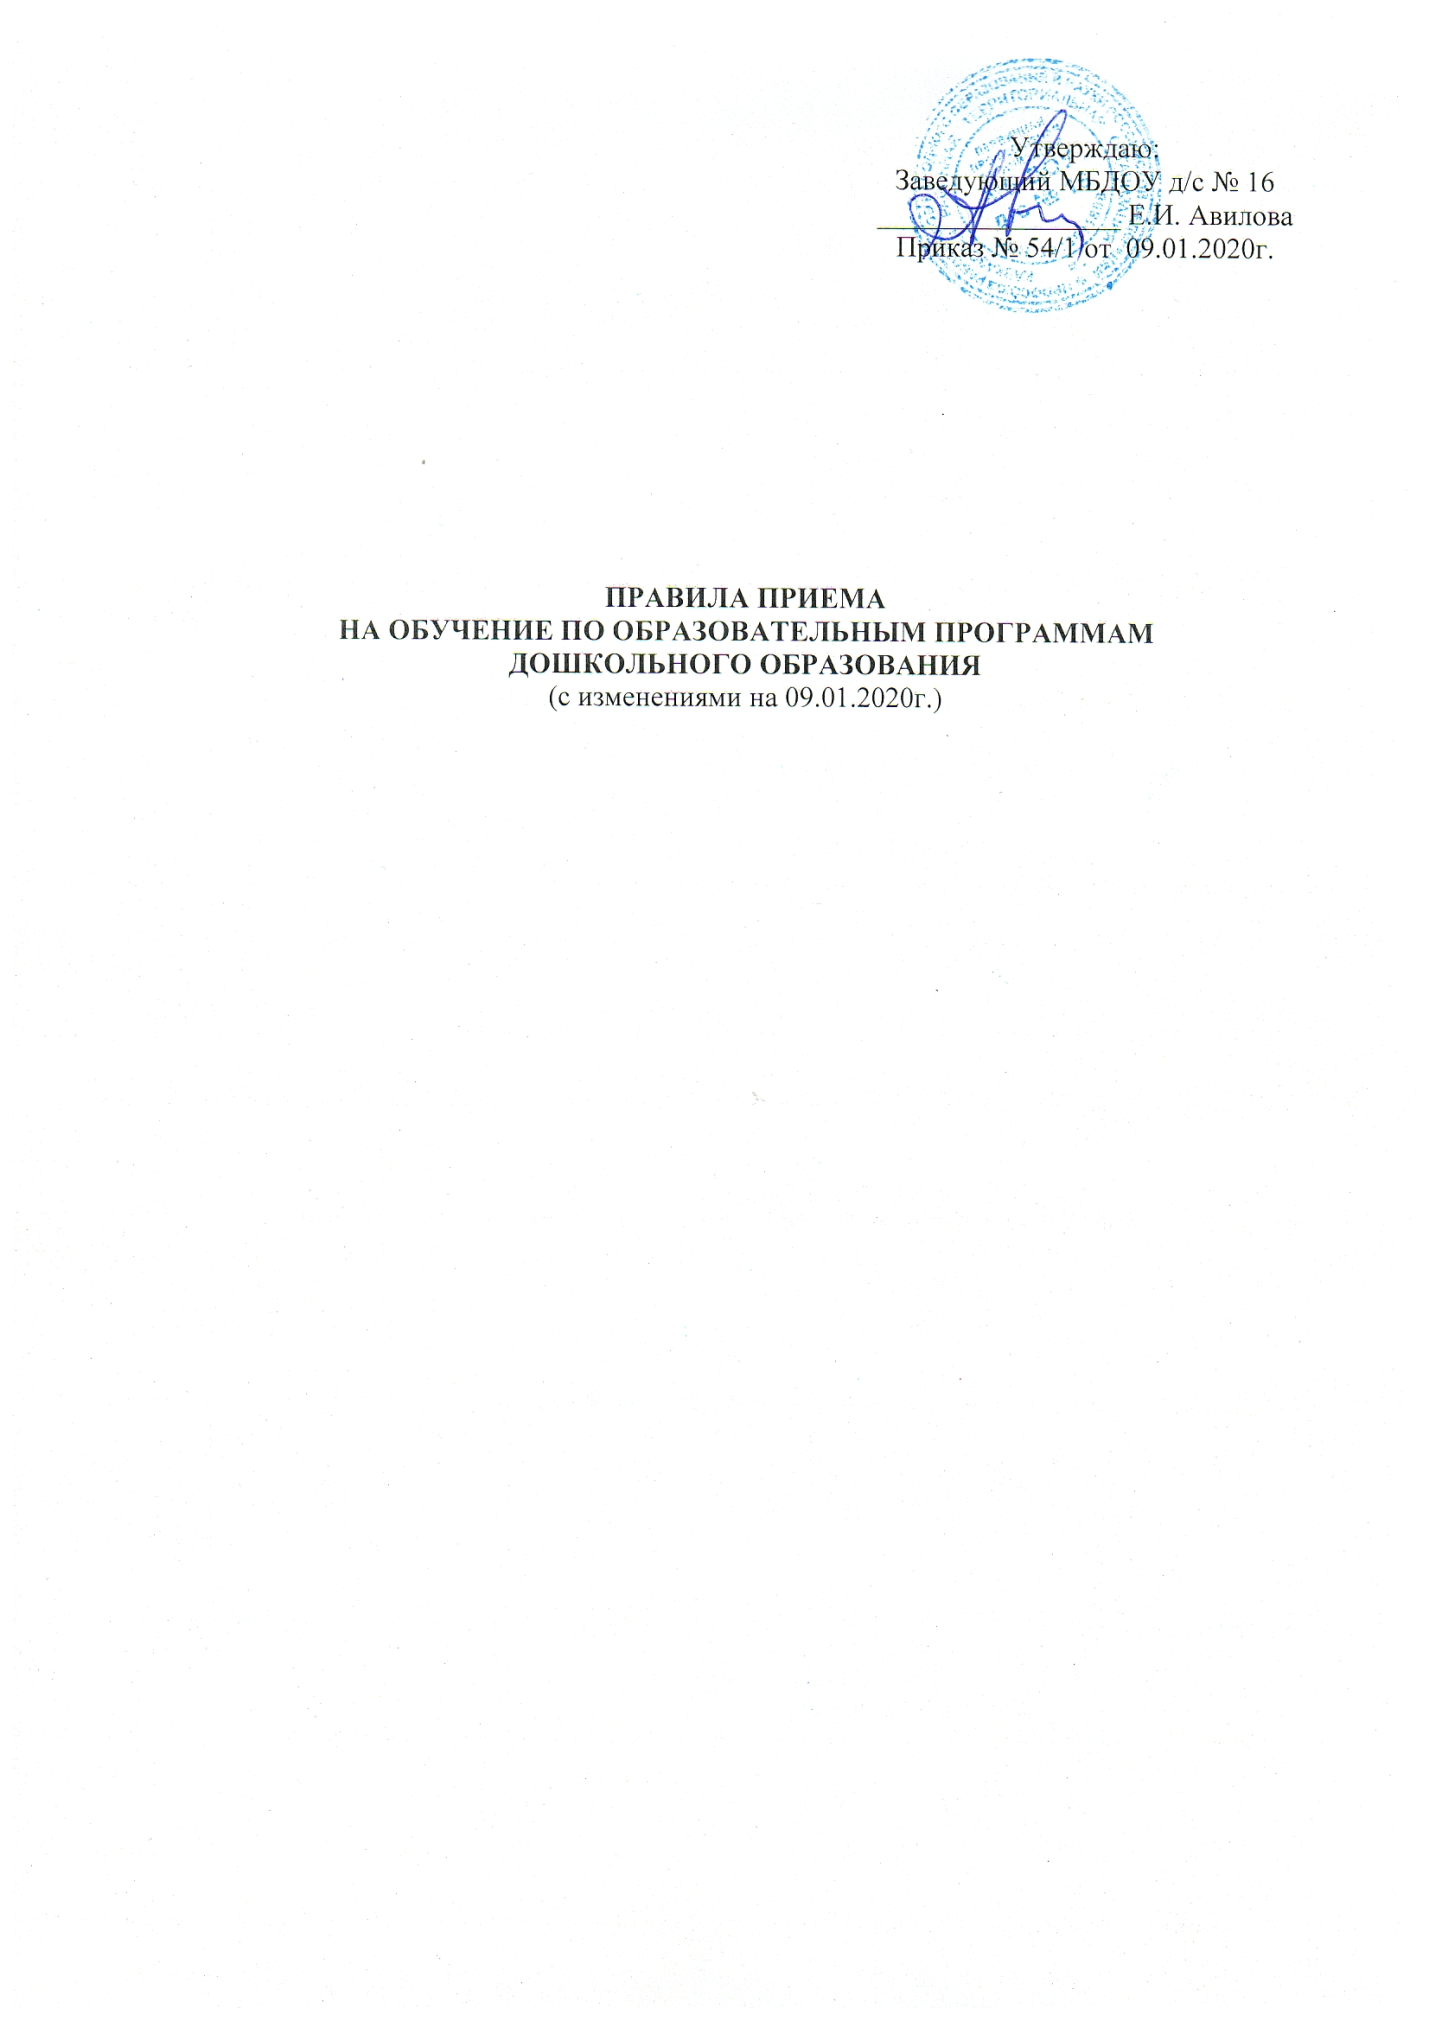 Утверждаю:
Заведующий МБДОУ д/с № 16
_________________ Е.И. Авилова
Приказ № 54/1 от 09.01.2020г.
ПРАВИЛА ПРИЕМА
НА ОБУЧЕНИЕ ПО ОБРАЗОВАТЕЛЬНЫМ ПРОГРАММАМ
ДОШКОЛЬНОГО ОБРАЗОВАНИЯ
(с изменениями на 09.01.2020г.)